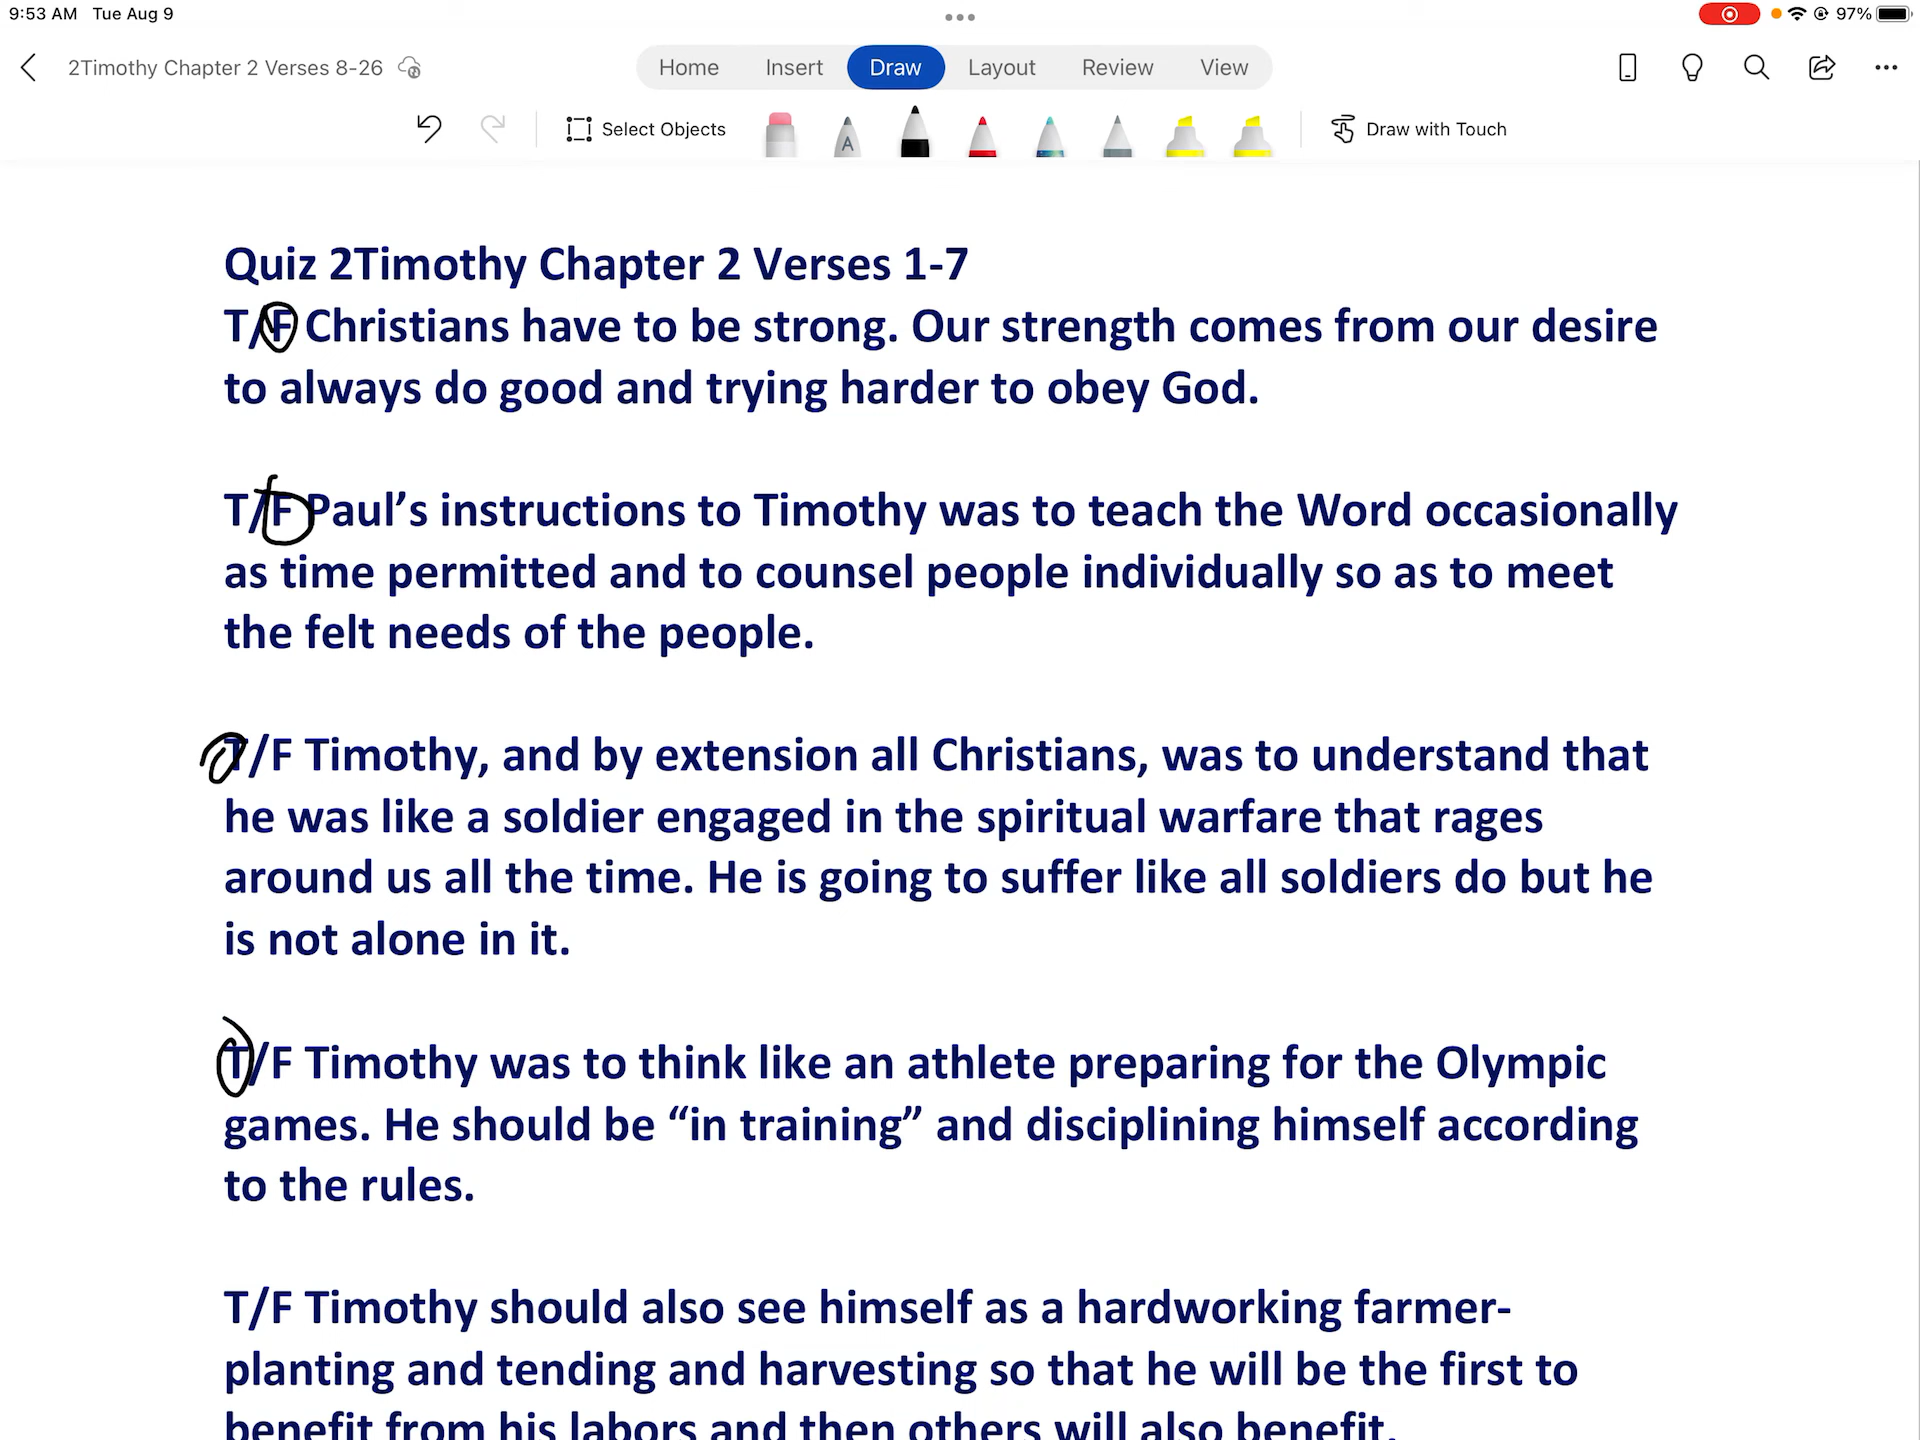 9:53 AM Tue Aug 9 97%
2Timothy Chapter 2 Verses 8-26 Home Insert Draw Layout Review View
Select Objects A Draw with Touch
Quiz 2Timothy Chapter 2 Verses 1-7
T/F Christians have to be strong. Our strength comes from our desire
to always do good and trying harder to obey God.
T/F Paul’s instructions to Timothy was to teach the Word occasionally
as time permitted and to counsel people individually so as to meet
the felt needs of the people.
T/F Timothy, and by extension all Christians, was to understand that
he was like a soldier engaged in the spiritual warfare that rages
around us all the time. He is going to suffer like all soldiers do but he
is not alone in it.
T/F Timothy was to think like an athlete preparing for the Olympic
games. He should be “in training” and disciplining himself according
to the rules.
T/F Timothy should also see himself as a hardworking farmer-
planting and tending and harvesting so that he will be the first to
benefit from his labors and then others will also benefit.